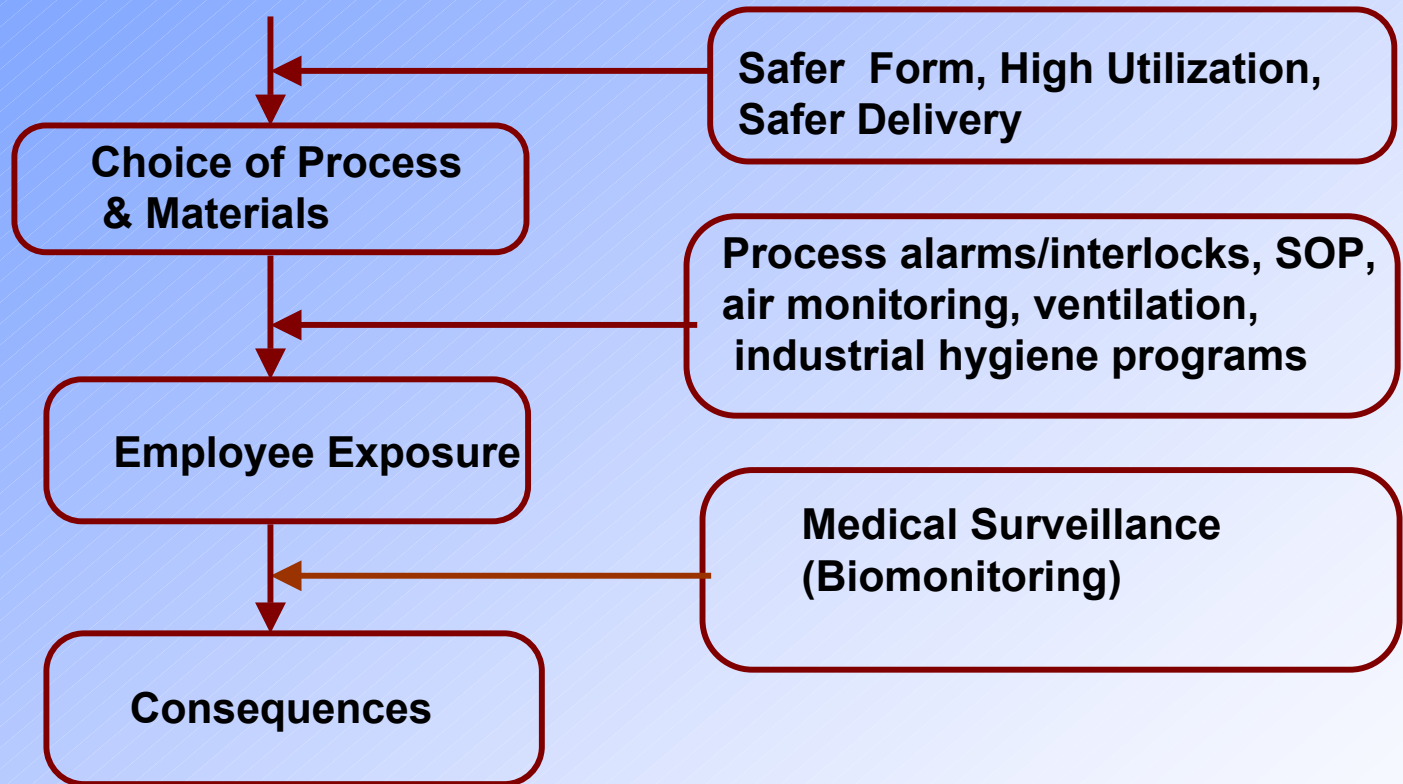 Safer Form, High Utilization,
Safer Delivery
Choice of Process
& Materials
Process alarms/interlocks, SOP,
air monitoring, ventilation,
industrial hygiene programs
Employee Exposure
Medical Surveillance
(Biomonitoring)
Consequences